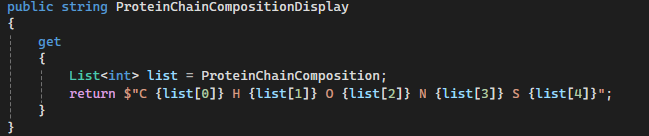 public string ProteinChainCompositionDisplay
{
get
{
List<int> list = ProteinChainComposition;
return $"C {list[0]} H {list[1]} O {list[2]} N {list[3]} S {list[4]}";
}
}